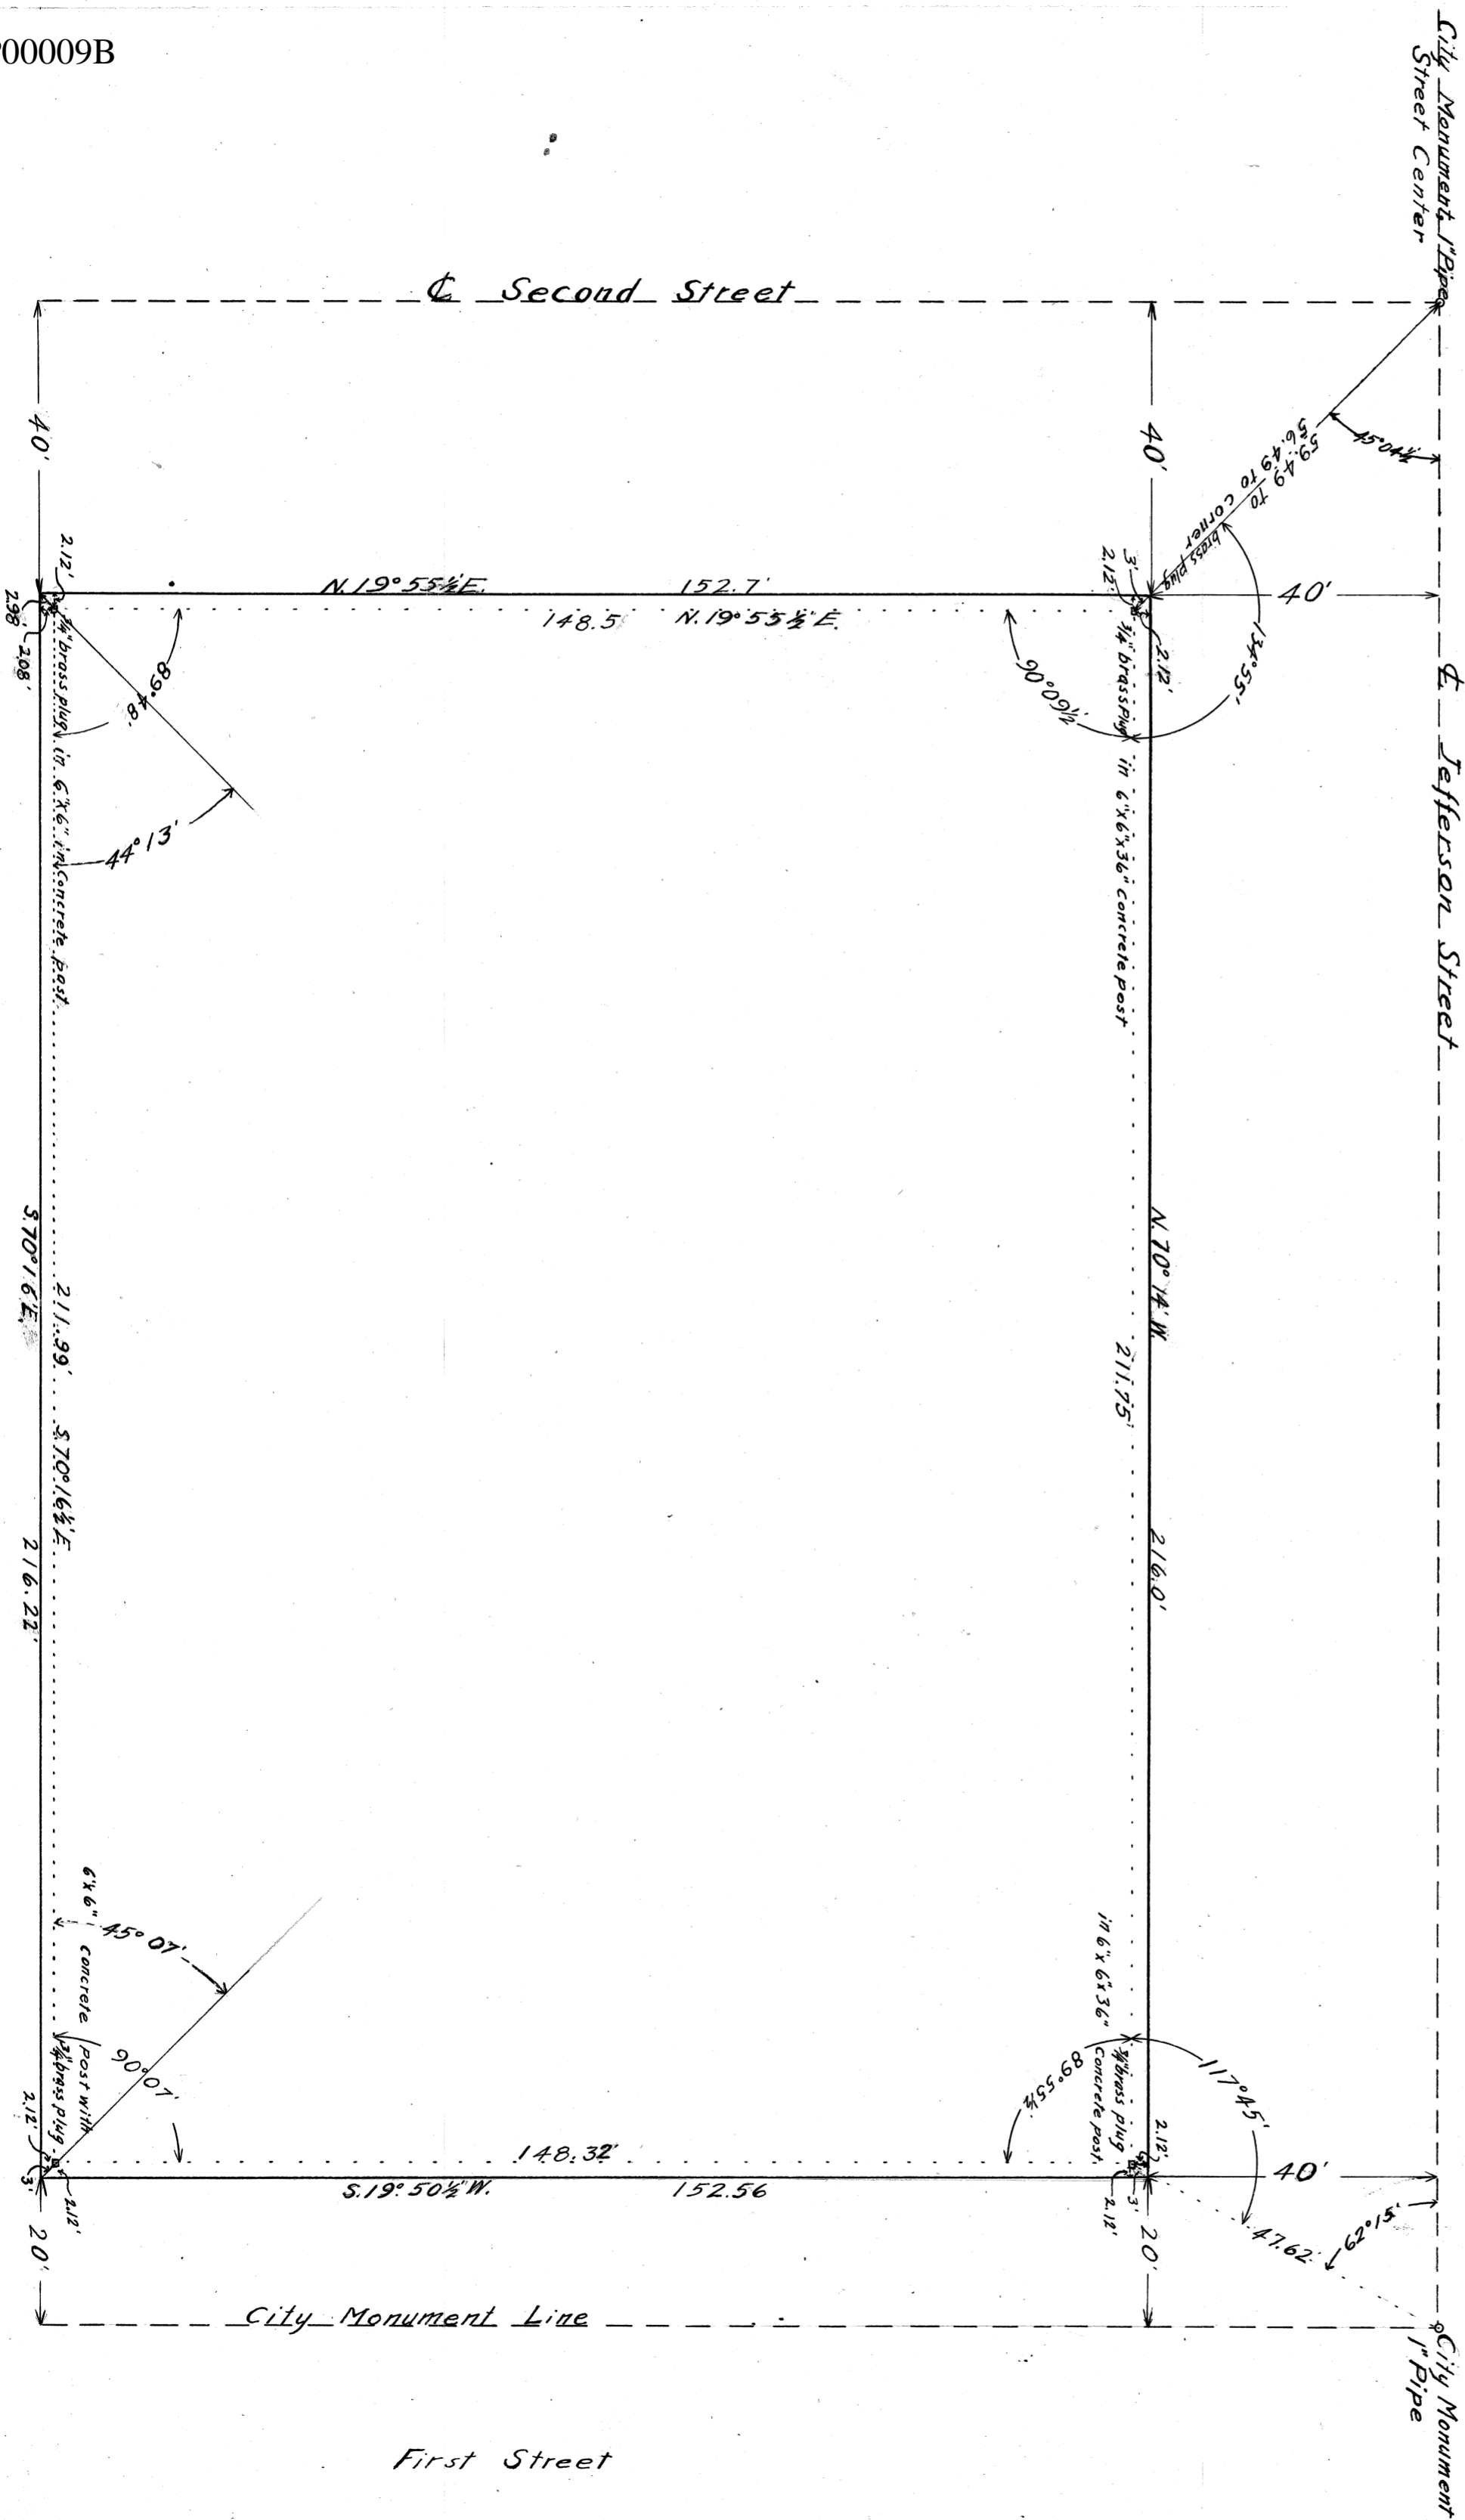 00009B
City Monument, 1" Pipe
Street Center
℄ Second Street
40'
40'
45°04½'
59.49 to brass plug
56.49 to corner
40'
134°55'
2.12'
N. 19° 55½' E. 152.7'
148.5 N. 19° 55½' E.
3'
2.12'
2.12'
2.98
2.08'
3/4" brass plug in 6"x6" in Concrete post
89°48'
44°13'
90°09½'
3/4" brass plug in 6"x6"x36" concrete post
℄ Jefferson Street
S. 70° 16' E.
216.22'
211.99' S. 70° 16½' E.
N. 70° 14' W.
216.0'
211.75'
6"x6" concrete post with
3/4" brass plug
45° 07'
90° 07'
2.12'
3'
2.12'
in 6"x6"x36" concrete post
3/4" brass plug
89°55½'
117°45'
2.12'
148.32'
S. 19° 50½' W. 152.56
3'
2.12'
40'
47.62'
62°15'
20'
20'
City Monument Line
City Monument
1" Pipe
First Street